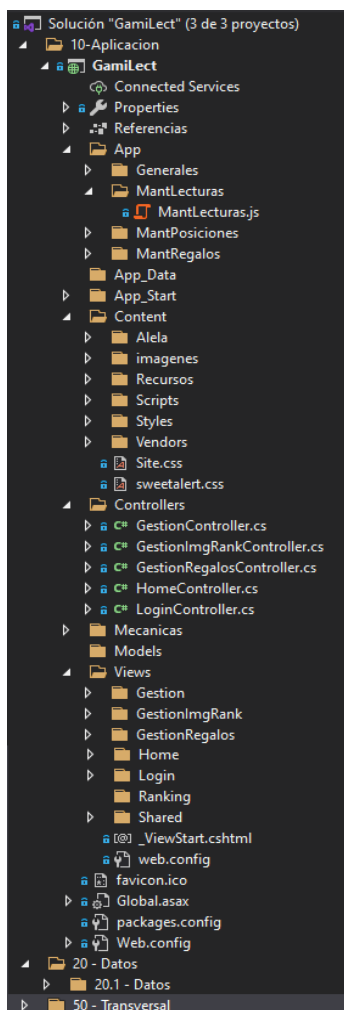 Solución "GamiLect" (3 de 3 proyectos)
10-Aplicacion
GamiLect
Connected Services
Properties
Referencias
App
Generales
MantLecturas
MantLecturas.js
MantPosiciones
MantRegalos
App_Data
App_Start
Content
Alela
imagenes
Recursos
Scripts
Styles
Vendors
Site.css
sweetalert.css
Controllers
C# GestionController.cs
C# GestionImgRankController.cs
C# GestionRegalosController.cs
C# HomeController.cs
C# LoginController.cs
Mecanicas
Models
Views
Gestion
GestionImgRank
GestionRegalos
Home
Login
Ranking
Shared
[@] _ViewStart.cshtml
web.config
favicon.ico
Global.asax
packages.config
Web.config
20 - Datos
20.1 - Datos
50 - Transversal